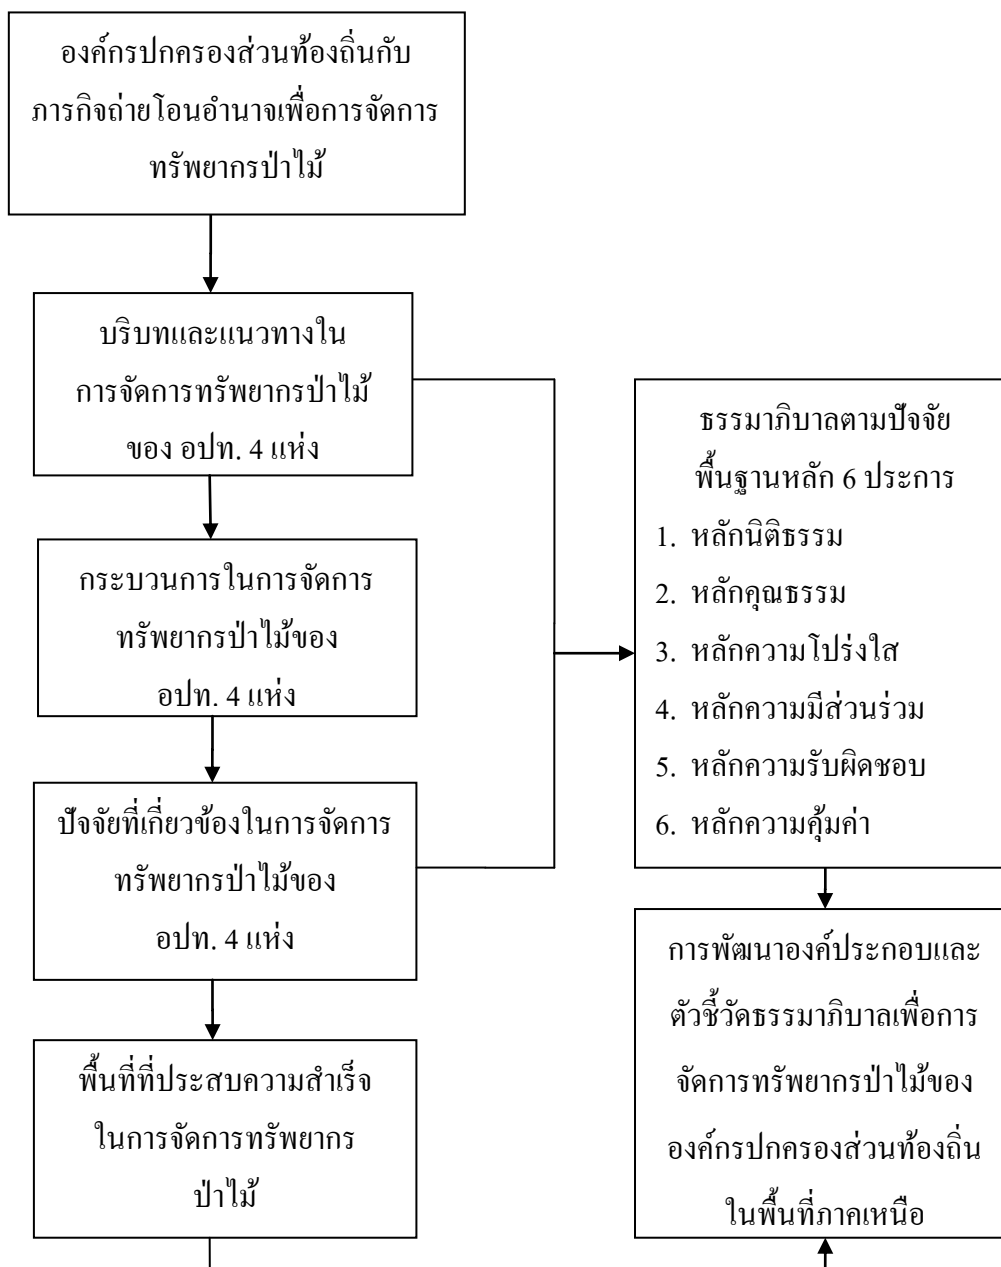 องค์กรปกครองส่วนท้องถิ่นกับ
ภารกิจถ่ายโอนอำนาจเพื่อการจัดการ
ทรัพยากรป่าไม้
บริบทและแนวทางใน
การจัดการทรัพยากรป่าไม้
ของ อปท. 4 แห่ง
กระบวนการในการจัดการ
ทรัพยากรป่าไม้ของ
อปท. 4 แห่ง
ปัจจัยที่เกี่ยวข้องในการจัดการ
ทรัพยากรป่าไม้ของ
อปท. 4 แห่ง
พื้นที่ที่ประสบความสำเร็จ
ในการจัดการทรัพยากร
ป่าไม้
ธรรมาภิบาลตามปัจจัย
พื้นฐานหลัก 6 ประการ
1. หลักนิติธรรม
2. หลักคุณธรรม
3. หลักความโปร่งใส
4. หลักความมีส่วนร่วม
5. หลักความรับผิดชอบ
6. หลักความคุ้มค่า
การพัฒนาองค์ประกอบและ
ตัวชี้วัดธรรมาภิบาลเพื่อการ
จัดการทรัพยากรป่าไม้ของ
องค์กรปกครองส่วนท้องถิ่น
ในพื้นที่ภาคเหนือ